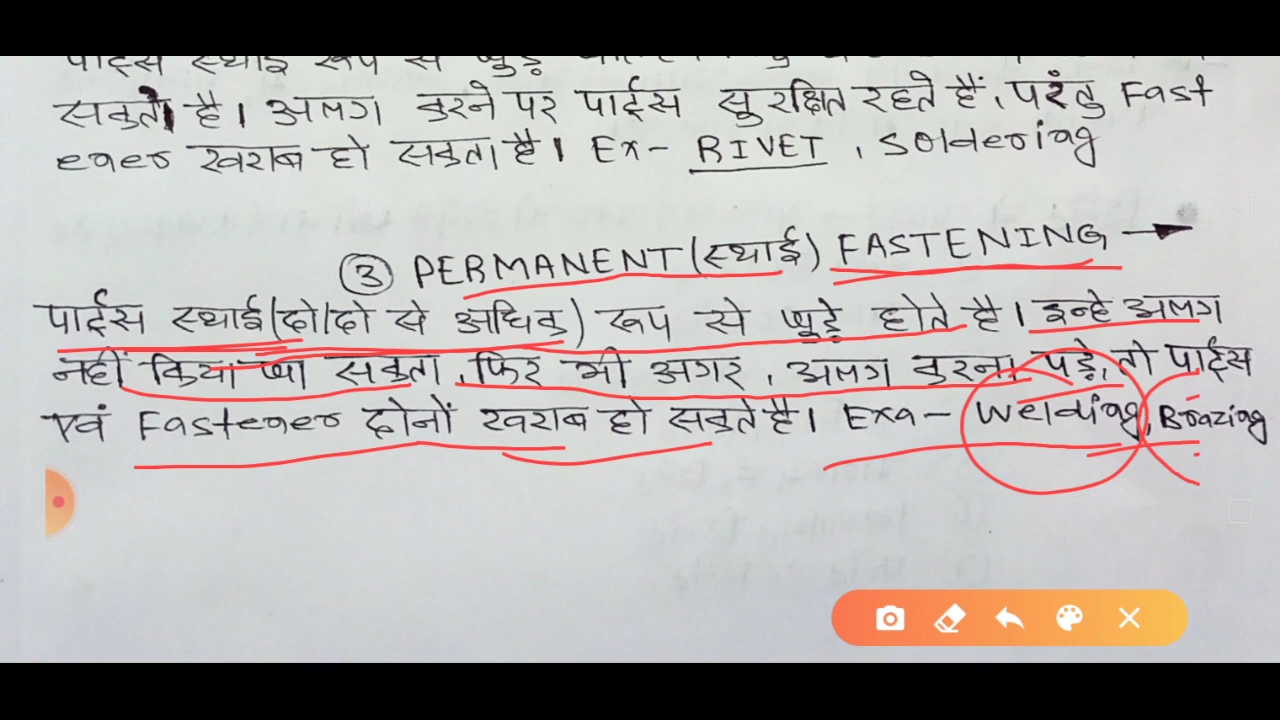 पार्ट्स स्थाई रूप से जुड़े
सकता है। अलग करने पर पार्ट्स सुरक्षित रहते हैं, परंतु Fast
ener खराब हो सकता है। Ex- RIVET, Soldering
③ PERMANENT (स्थाई) FASTENING →
पार्ट्स स्थाई/दो/दो से अधिक) रूप से जुड़े होते है। इन्हे अलग
नहीं किया जा सकता, फिर भी अगर, अलग करना पड़े, तो पार्ट्स
एवं Fastener दोनों खराब हो सकते है। Exa- Welding, Brazing